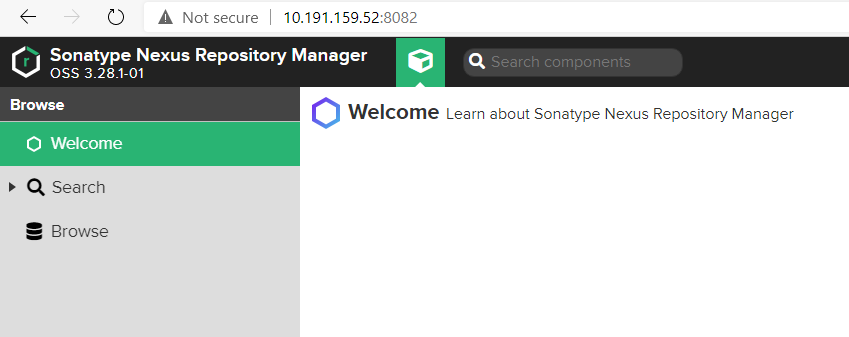 Not secure | 10.191.159.52:8082
Sonatype Nexus Repository Manager
OSS 3.28.1-01
Search components
Browse
Welcome
Search
Browse
Welcome Learn about Sonatype Nexus Repository Manager